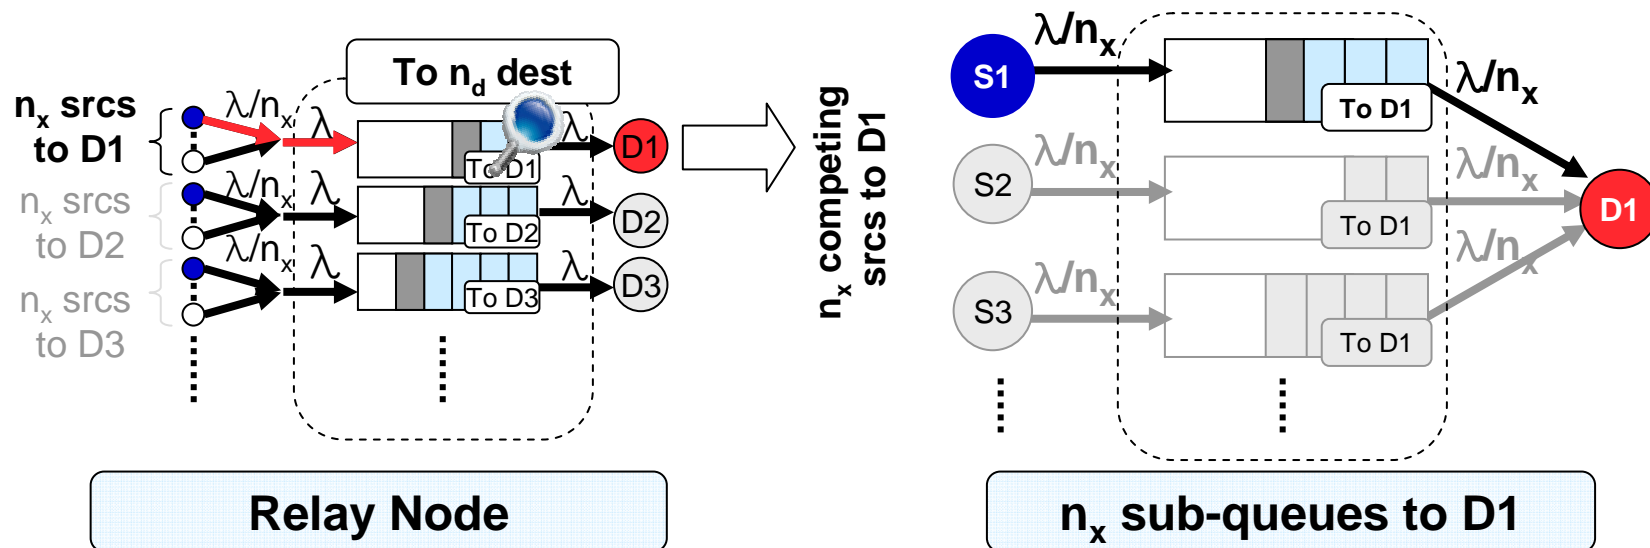 To n_d dest
n_x srcs
to D1
λ/n_x
λ
To D1
λ
D1
n_x srcs
to D2
λ/n_x
λ
To D2
λ
D2
n_x srcs
to D3
λ/n_x
λ
To D3
λ
D3
Relay Node
n_x competing
srcs to D1
S1
λ/n_x
To D1
λ/n_x
S2
λ/n_x
To D1
λ/n_x
D1
S3
λ/n_x
To D1
λ/n_x
n_x sub-queues to D1